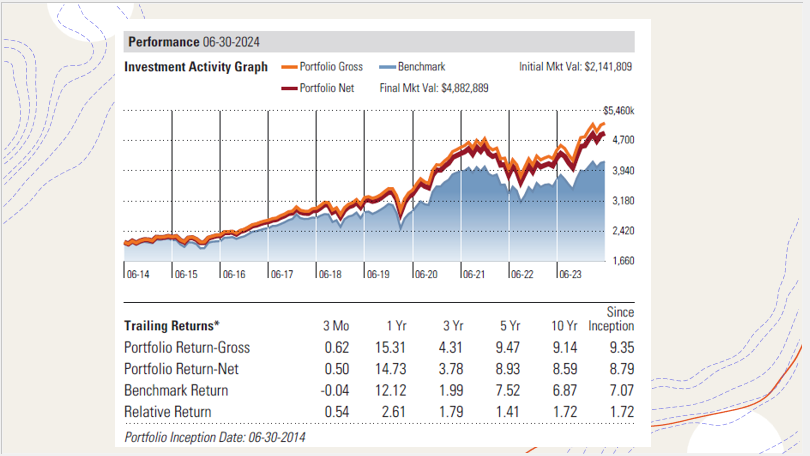 Performance 06-30-2024
Investment Activity Graph Portfolio Gross Benchmark Initial Mkt Val: $2,141,809
Portfolio Net Final Mkt Val: $4,882,889
$5,460k
4,700
3,940
3,180
2,420
1,660
06-14 06-15 06-16 06-17 06-18 06-19 06-20 06-21 06-22 06-23
Since
Trailing Returns* 3 Mo 1 Yr 3 Yr 5 Yr 10 Yr Inception
Portfolio Return-Gross 0.62 15.31 4.31 9.47 9.14 9.35
Portfolio Return-Net 0.50 14.73 3.78 8.93 8.59 8.79
Benchmark Return -0.04 12.12 1.99 7.52 6.87 7.07
Relative Return 0.54 2.61 1.79 1.41 1.72 1.72
Portfolio Inception Date: 06-30-2014